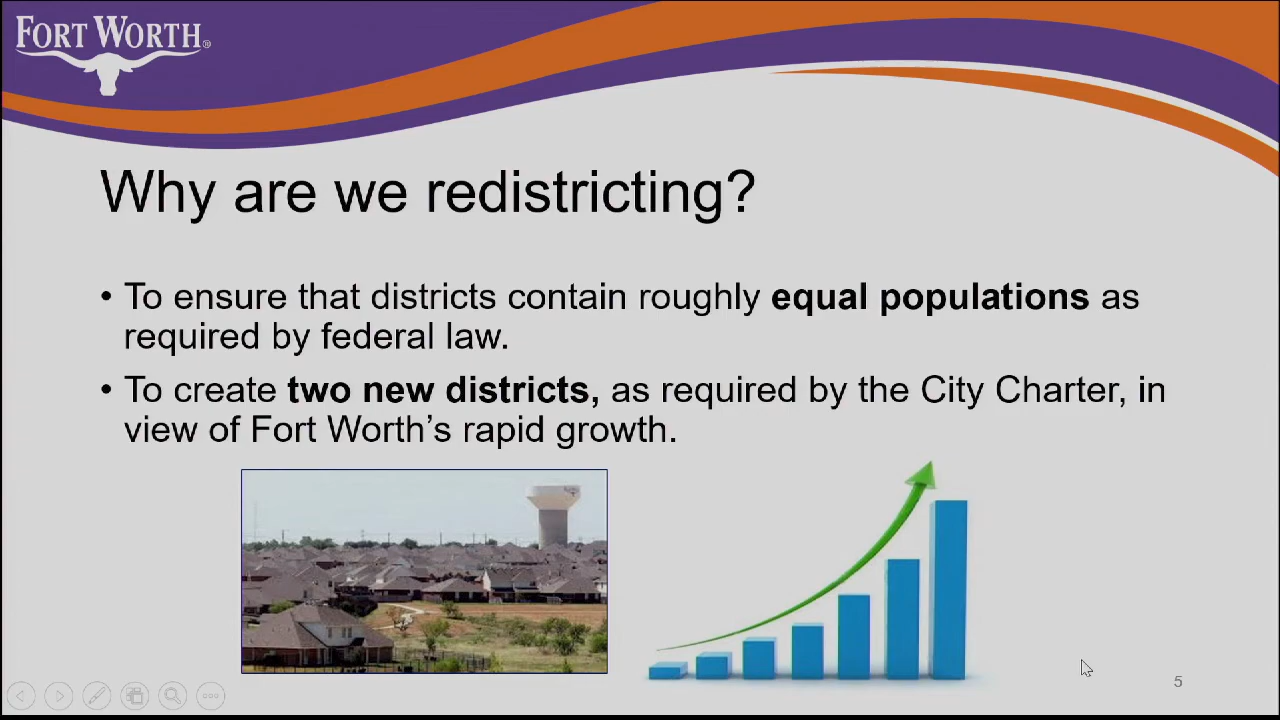 FORT WORTH®
Why are we redistricting?
• To ensure that districts contain roughly equal populations as
required by federal law.
• To create two new districts, as required by the City Charter, in
view of Fort Worth’s rapid growth.
5